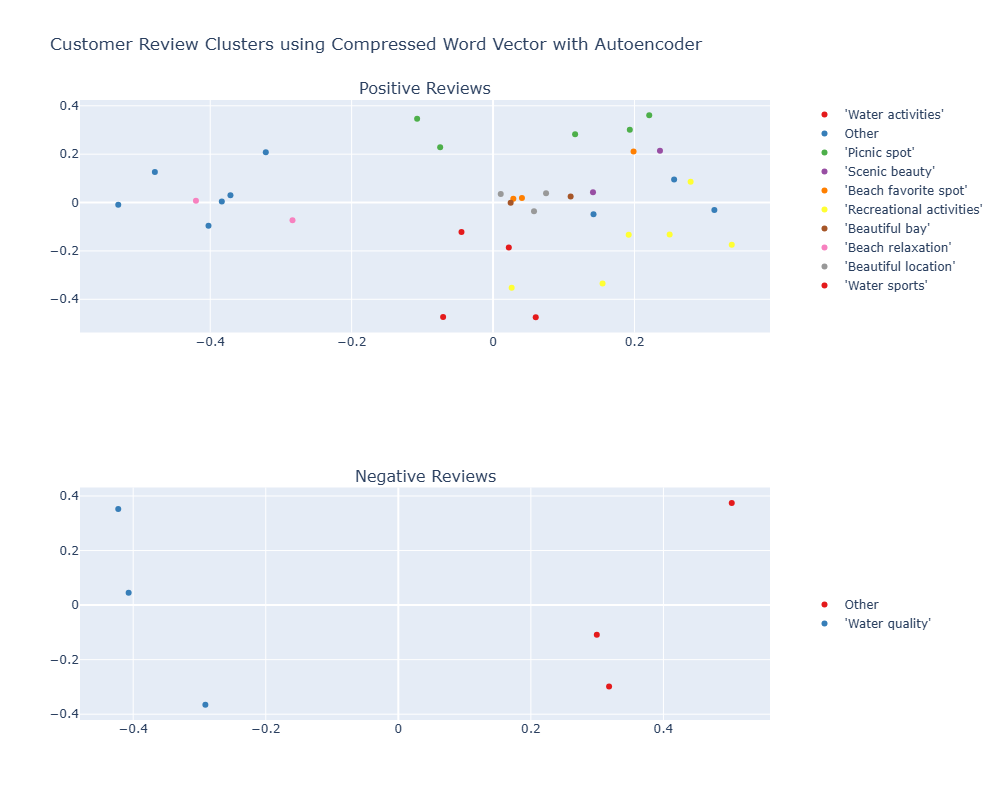 Customer Review Clusters using Compressed Word Vector with Autoencoder
Positive Reviews
0.4
0.2
0
−0.2
−0.4
−0.4
−0.2
0
0.2
'Water activities'
Other
'Picnic spot'
'Scenic beauty'
'Beach favorite spot'
'Recreational activities'
'Beautiful bay'
'Beach relaxation'
'Beautiful location'
'Water sports'
Negative Reviews
0.4
0.2
0
−0.2
−0.4
−0.4
−0.2
0
0.2
0.4
Other
'Water quality'